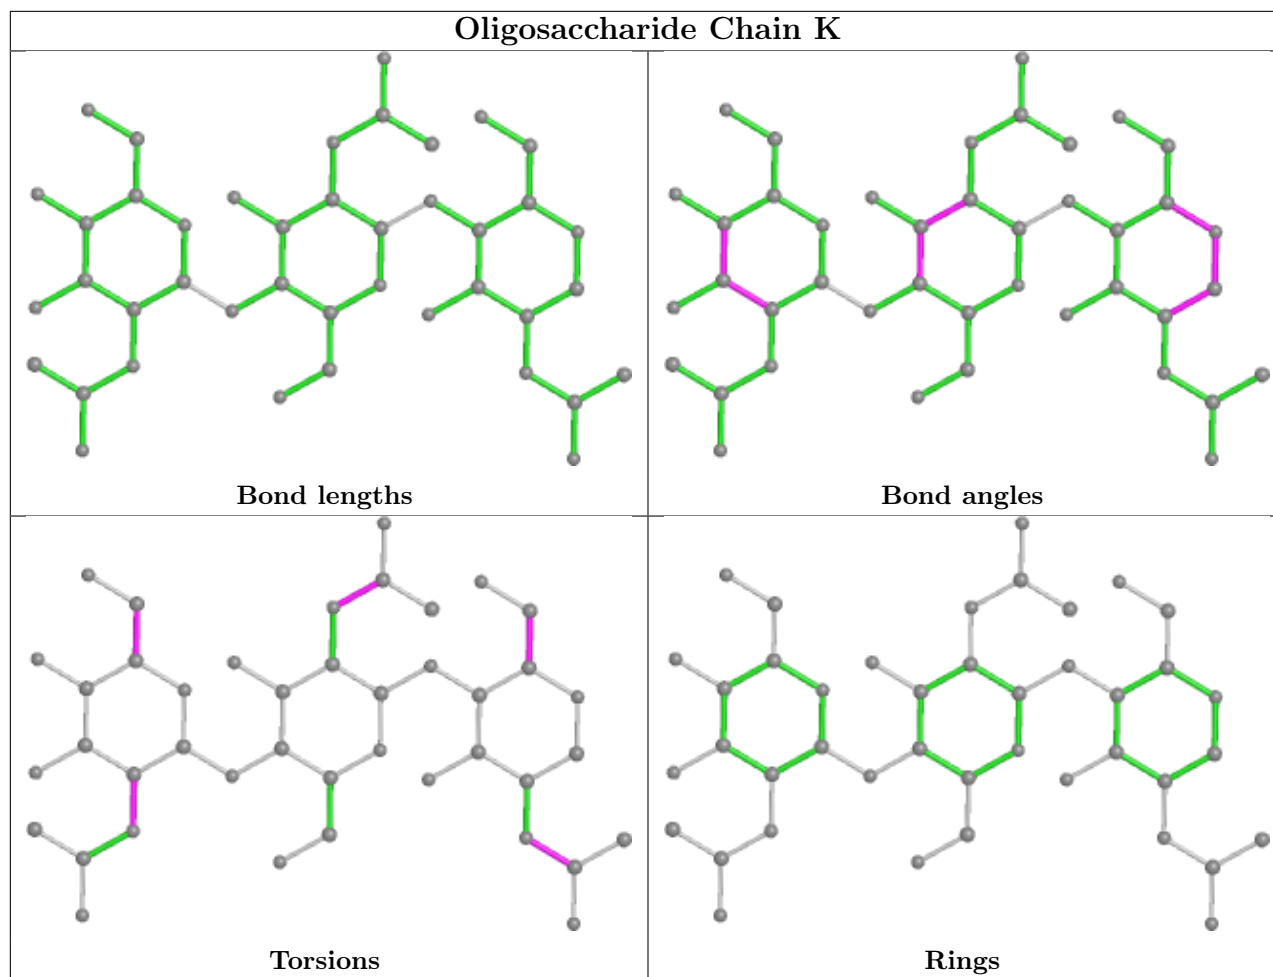 Oligosaccharide Chain K
Bond lengths
Bond angles
Torsions
Rings